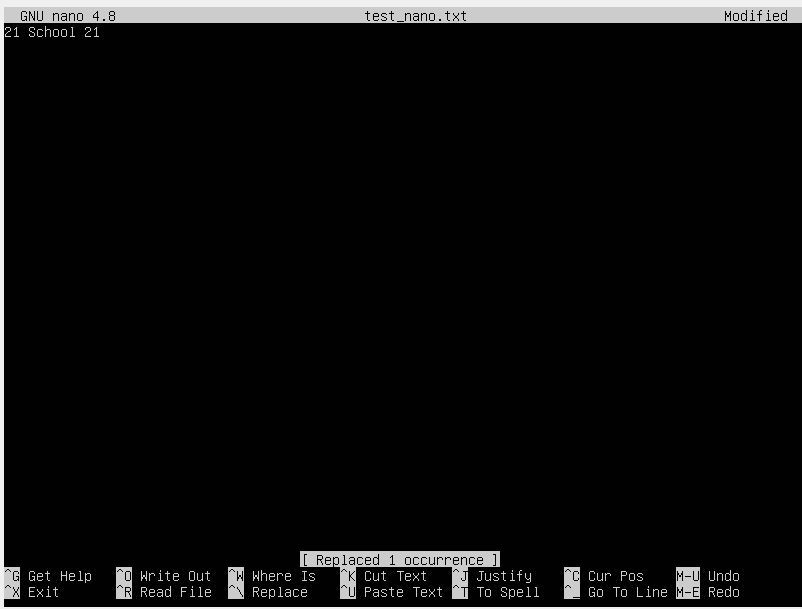 GNU nano 4.8 test_nano.txt Modified
21 School 21
[ Replaced 1 occurrence ]
^G Get Help ^O Write Out ^W Where Is ^K Cut Text ^J Justify ^C Cur Pos M-U Undo
^X Exit ^R Read File ^\ Replace ^U Paste Text ^T To Spell ^_ Go To Line M-E Redo